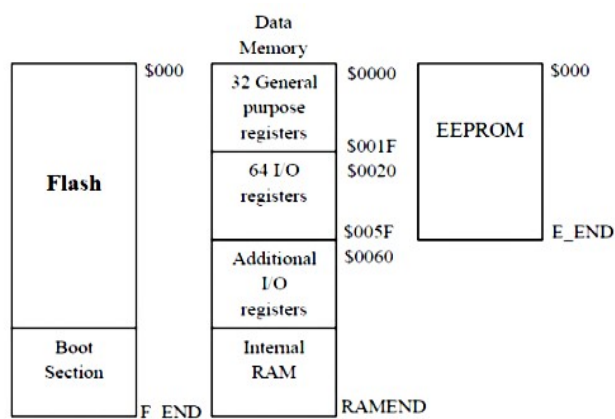 $000
Flash
Boot
Section
F_END
Data
Memory
32 General
purpose
registers
$0000
$001F
64 I/O
registers
$0020
$005F
Additional
I/O
registers
$0060
Internal
RAM
RAMEND
$000
EEPROM
E_END